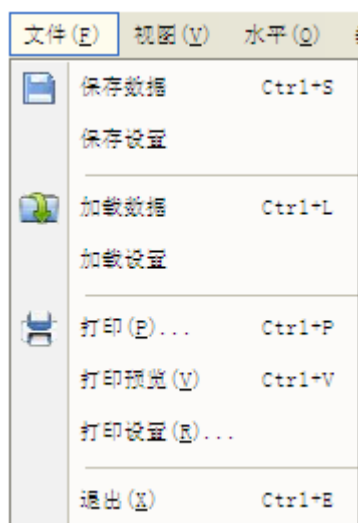 文件(F) 视图(V) 水平(O)
保存数据 Ctrl+S
保存设置
加载数据 Ctrl+L
加载设置
打印(P)... Ctrl+P
打印预览(V) Ctrl+V
打印设置(R)...
退出(X) Ctrl+E